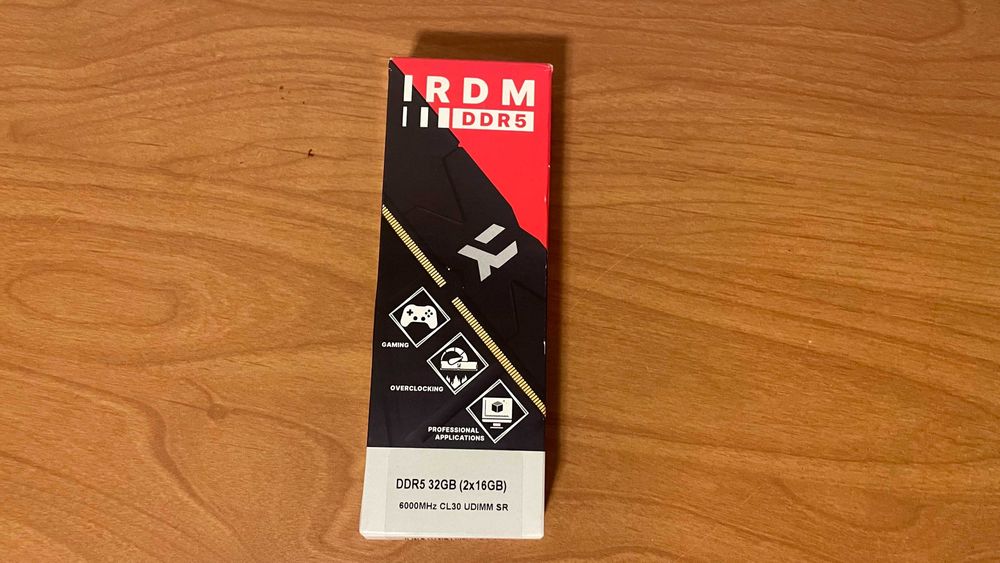 IRDM
DDR5
GAMING
OVERCLOCKING
PROFESSIONAL
APPLICATIONS
DDR5 32GB (2x16GB)
6000MHz CL30 UDIMM SR